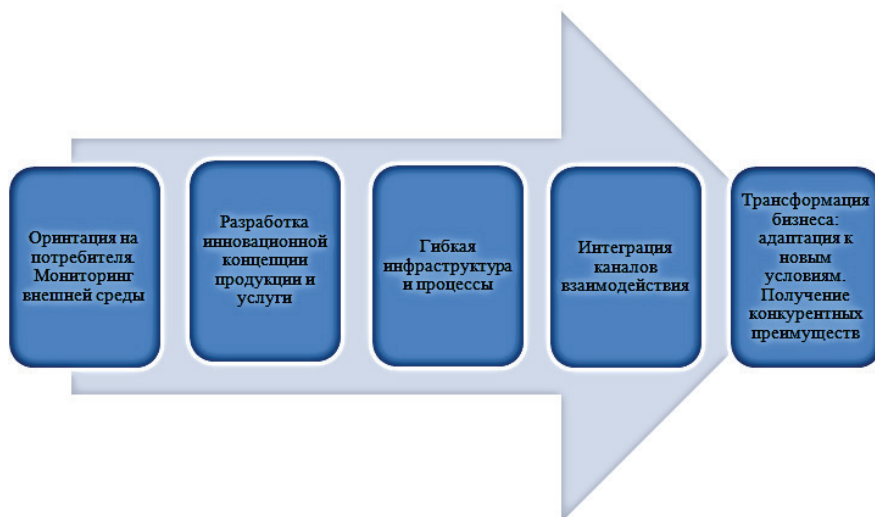 Оринтация на
потребителя.
Мониторинг
внешней среды
Разработка
инновационной
концепции
продукции и
услуги
Гибкая
инфраструктура
и процессы
Интеграция
каналов
взаимодействия
Трансформация
бизнеса:
адаптация к
новым
условиям.
Получение
конкурентных
преимуществ